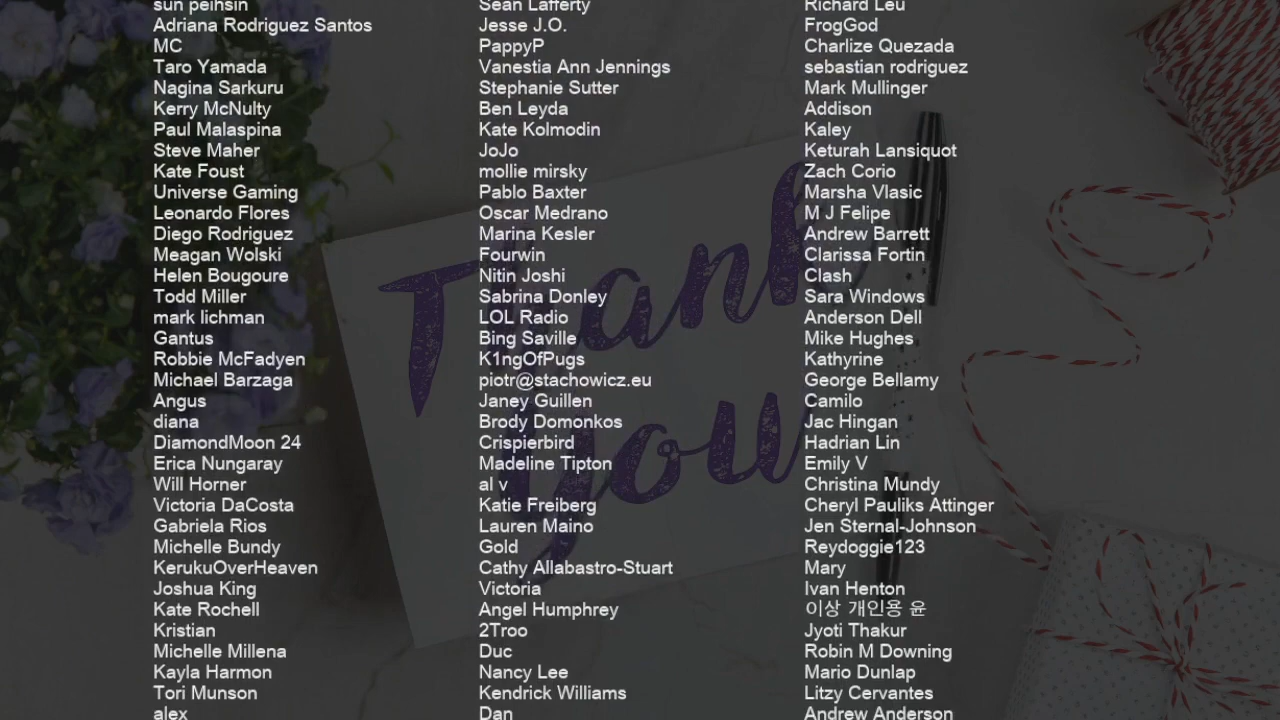 sun peihsin
Adriana Rodriguez Santos
MC
Taro Yamada
Nagina Sarkuru
Kerry McNulty
Paul Malaspina
Steve Maher
Kate Foust
Universe Gaming
Leonardo Flores
Diego Rodriguez
Meagan Wolski
Helen Bougoure
Todd Miller
mark lichman
Gantus
Robbie McFadyen
Michael Barzaga
Angus
diana
DiamondMoon 24
Erica Nungaray
Will Horner
Victoria DaCosta
Gabriela Rios
Michelle Bundy
KerukuOverHeaven
Joshua King
Kate Rochell
Kristian
Michelle Millena
Kayla Harmon
Tori Munson
alex
Sean Lafferty
Jesse J.O.
PappyP
Vanestia Ann Jennings
Stephanie Sutter
Ben Leyda
Kate Kolmodin
JoJo
mollie mirsky
Pablo Baxter
Oscar Medrano
Marina Kesler
Fourwin
Nitin Joshi
Sabrina Donley
LOL Radio
Bing Saville
K1ngOfPugs
piotr@stachowicz.eu
Janey Guillen
Brody Domonkos
Crispierbird
Madeline Tipton
al v
Katie Freiberg
Lauren Maino
Gold
Cathy Allabastro-Stuart
Victoria
Angel Humphrey
2Troo
Duc
Nancy Lee
Kendrick Williams
Dan
Richard Leu
FrogGod
Charlize Quezada
sebastian rodriguez
Mark Mullinger
Addison
Kaley
Keturah Lansiquot
Zach Corio
Marsha Vlasic
M J Felipe
Andrew Barrett
Clarissa Fortin
Clash
Sara Windows
Anderson Dell
Mike Hughes
Kathyrine
George Bellamy
Camilo
Jac Hingan
Hadrian Lin
Emily V
Christina Mundy
Cheryl Pauliks Attinger
Jen Sternal-Johnson
Reydoggie123
Mary
Ivan Henton
이상 개인용 윤
Jyoti Thakur
Robin M Downing
Mario Dunlap
Litzy Cervantes
Andrew Anderson
Thank
you